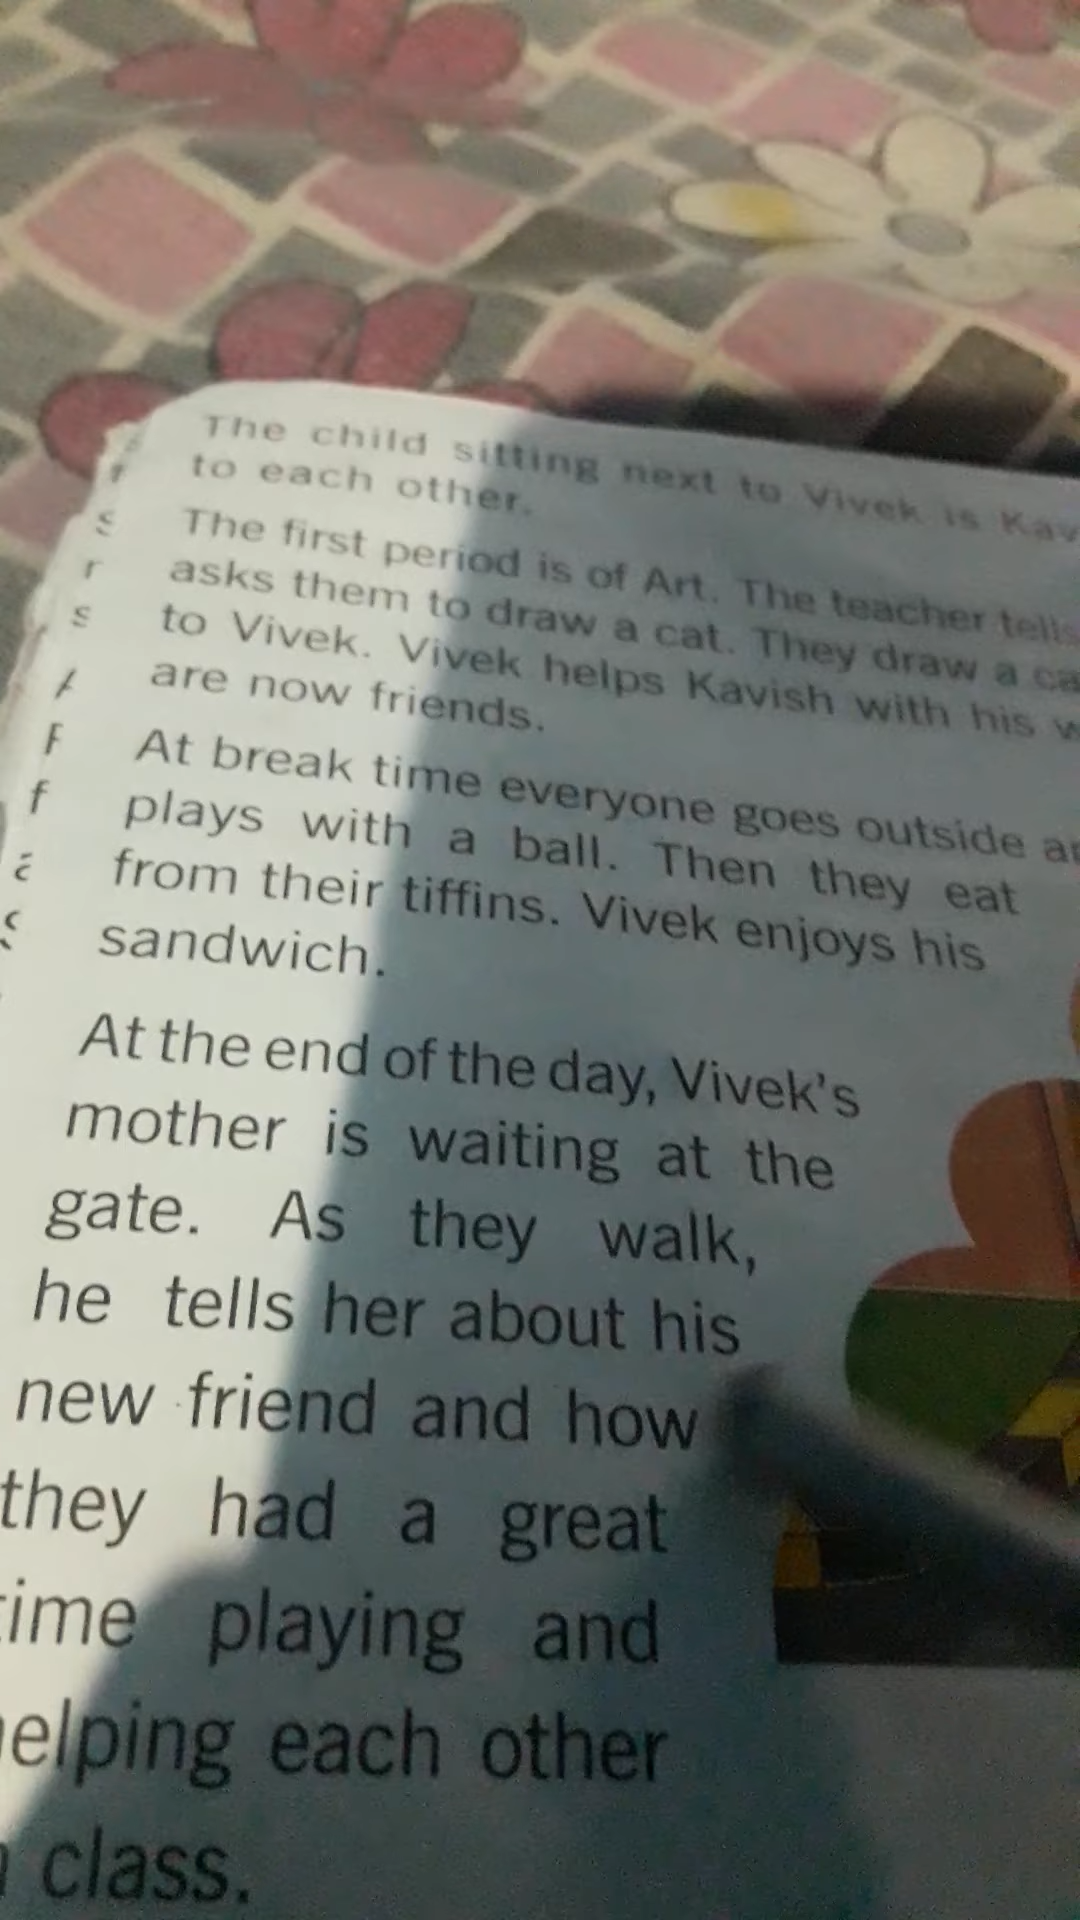 The child sitting next to Vivek is
to each other.
The first period is of Art. The teacher tells
asks them to draw a cat. They draw a
to Vivek. Vivek helps Kavish with his
are now friends.
At break time everyone goes outside
plays with a ball. Then they eat
from their tiffins. Vivek enjoys his
sandwich.
At the end of the day, Vivek's
mother is waiting at the
gate. As they walk,
he tells her about his
new friend and how
they had a great
ime playing and
elping each other
class.